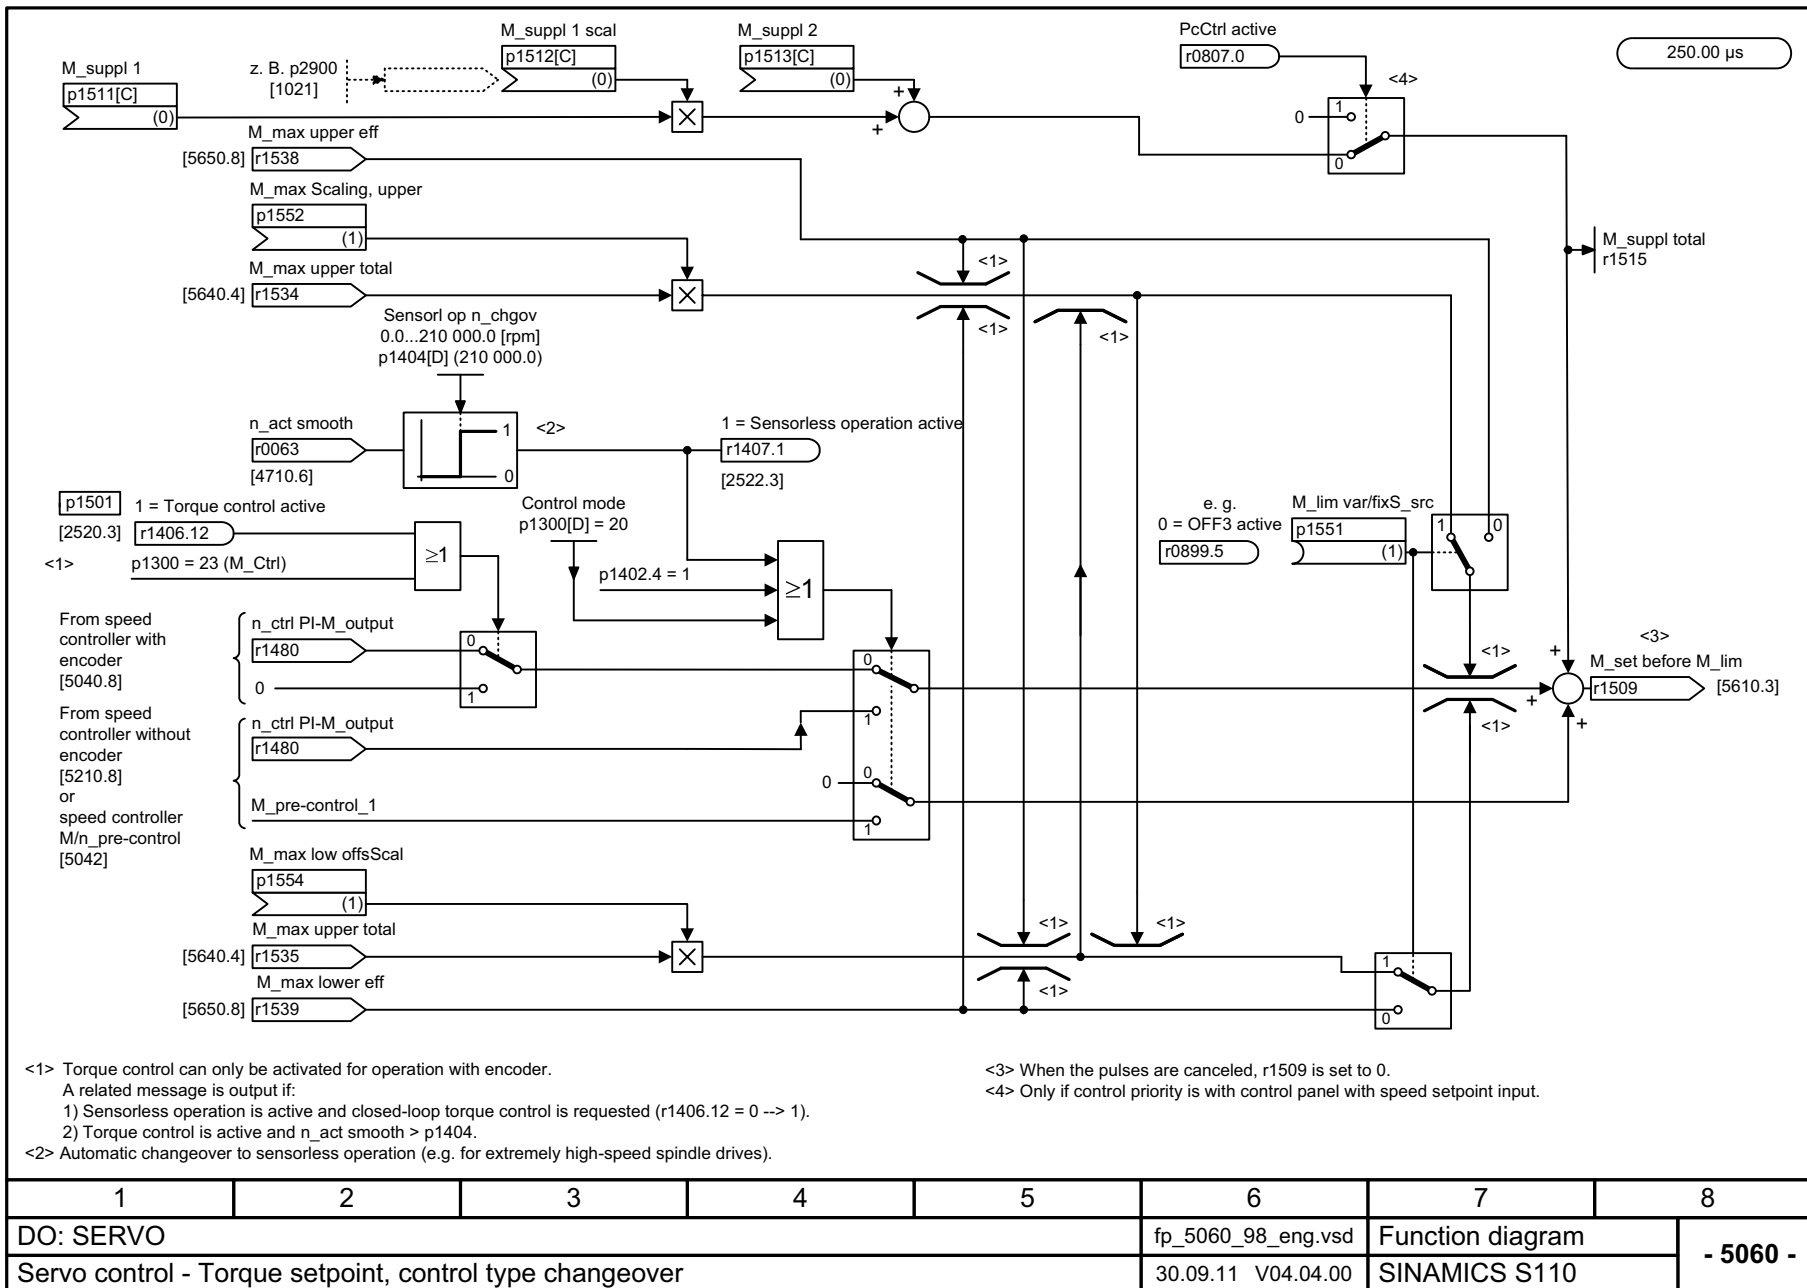 M_suppl 1
p1511[C]
(0)
z. B. p2900
[1021]
M_suppl 1 scal
p1512[C]
(0)
M_suppl 2
p1513[C]
(0)
+
+
PcCtrl active
r0807.0
<4>
0
1
0
250.00 µs
M_max upper eff
[5650.8]
r1538
M_max Scaling, upper
p1552
(1)
M_max upper total
[5640.4]
r1534
<1>
<1>
<1>
M_suppl total
r1515
Sensorl op n_chgov
0.0...210 000.0 [rpm]
p1404[D] (210 000.0)
n_act smooth
r0063
[4710.6]
1
0
<2>
1 = Sensorless operation active
r1407.1
[2522.3]
p1501
[2520.3]
1 = Torque control active
r1406.12
<1>
p1300 = 23 (M_Ctrl)
≥1
Control mode
p1300[D] = 20
p1402.4 = 1
≥1
e. g.
0 = OFF3 active
r0899.5
M_lim var/fixS_src
p1551
(1)
1
0
From speed
controller with
encoder
[5040.8]
n_ctrl PI-M_output
r1480
0
0
1
From speed
controller without
encoder
[5210.8]
or
speed controller
M/n_pre-control
[5042]
n_ctrl PI-M_output
r1480
M_pre-control_1
0
1
0
0
1
<1>
<1>
+
+
+
<3>
M_set before M_lim
r1509
[5610.3]
M_max low offsScal
p1554
(1)
M_max upper total
[5640.4]
r1535
M_max lower eff
[5650.8]
r1539
<1>
<1>
<1>
1
0
<1> Torque control can only be activated for operation with encoder.
A related message is output if:
1) Sensorless operation is active and closed-loop torque control is requested (r1406.12 = 0 --> 1).
2) Torque control is active and n_act smooth > p1404.
<2> Automatic changeover to sensorless operation (e.g. for extremely high-speed spindle drives).
<3> When the pulses are canceled, r1509 is set to 0.
<4> Only if control priority is with control panel with speed setpoint input.
1 2 3 4 5 6 7 8
DO: SERVO
fp_5060_98_eng.vsd
Function diagram
- 5060 -
Servo control - Torque setpoint, control type changeover
30.09.11 V04.04.00
SINAMICS S110